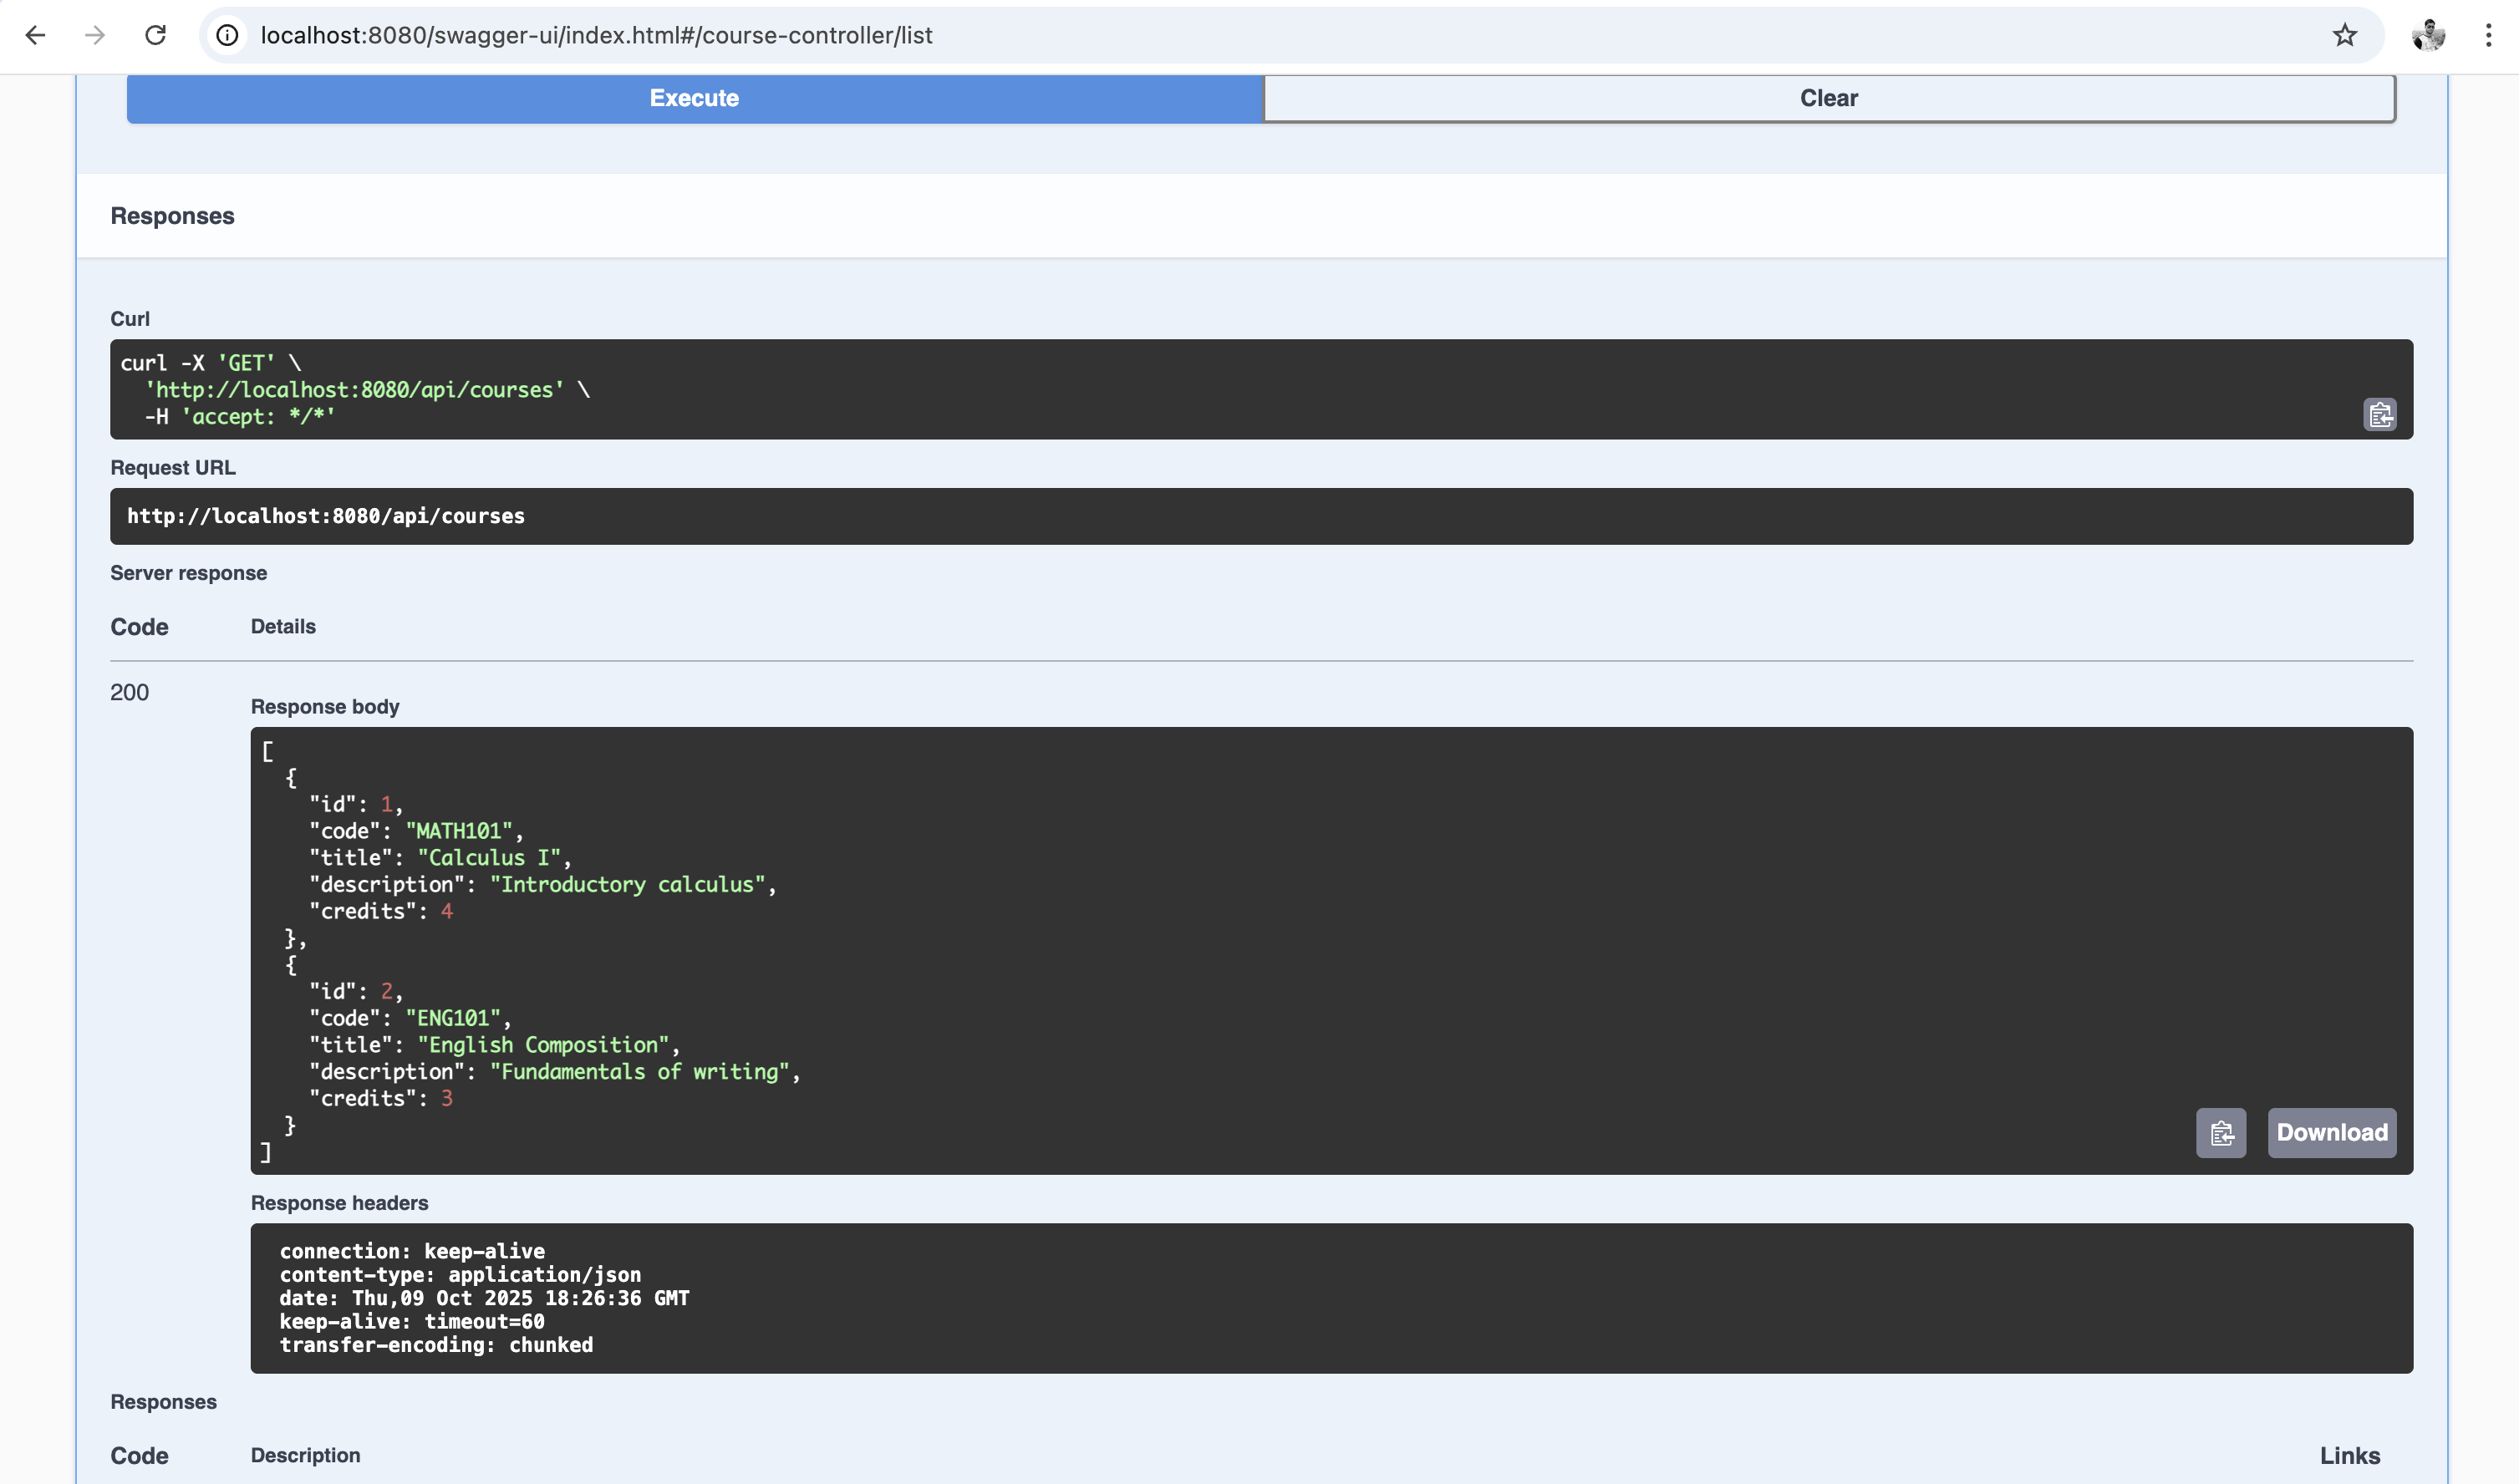 localhost:8080/swagger-ui/index.html#/course-controller/list
Execute
Clear
Responses
Curl
curl -X 'GET' \
  'http://localhost:8080/api/courses' \
  -H 'accept: */*'
Request URL
http://localhost:8080/api/courses
Server response
Code Details
200
Response body
[
  {
    "id": 1,
    "code": "MATH101",
    "title": "Calculus I",
    "description": "Introductory calculus",
    "credits": 4
  },
  {
    "id": 2,
    "code": "ENG101",
    "title": "English Composition",
    "description": "Fundamentals of writing",
    "credits": 3
  }
]
Download
Response headers
connection: keep-alive
content-type: application/json
date: Thu,09 Oct 2025 18:26:36 GMT
keep-alive: timeout=60
transfer-encoding: chunked
Responses
Code Description Links